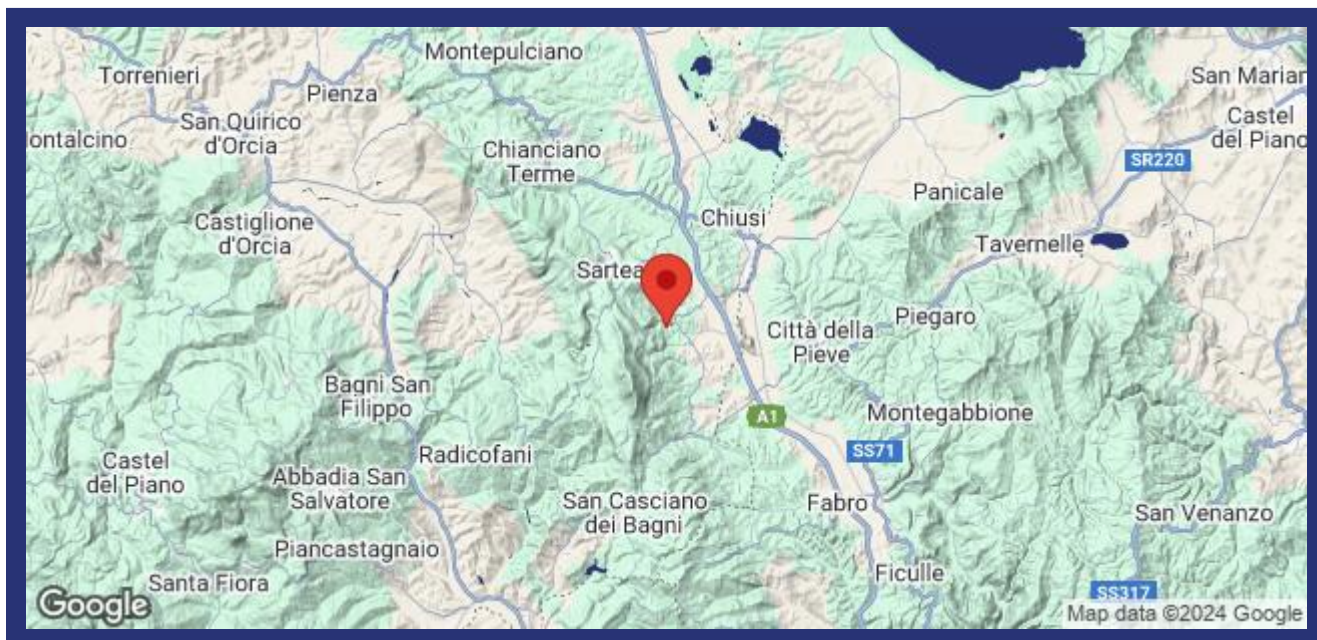 Montepulciano
Torrenieri
Pienza
San Marian
San Quirico
d'Orcia
Castel
del Piano
ontalcino
Chianciano
Terme
SR220
Panicale
Castiglione
d'Orcia
Chiusi
Tavernelle
Sartea
Città della
Pieve
Piegaro
Bagni San
Filippo
A1
Montegabbione
SS71
Radicofani
Castel
del Piano
Abbadia San
Salvatore
San Casciano
dei Bagni
Fabro
San Venanzo
Piancastagnaio
Santa Fiora
Ficulle
SS317
Google
Map data ©2024 Google